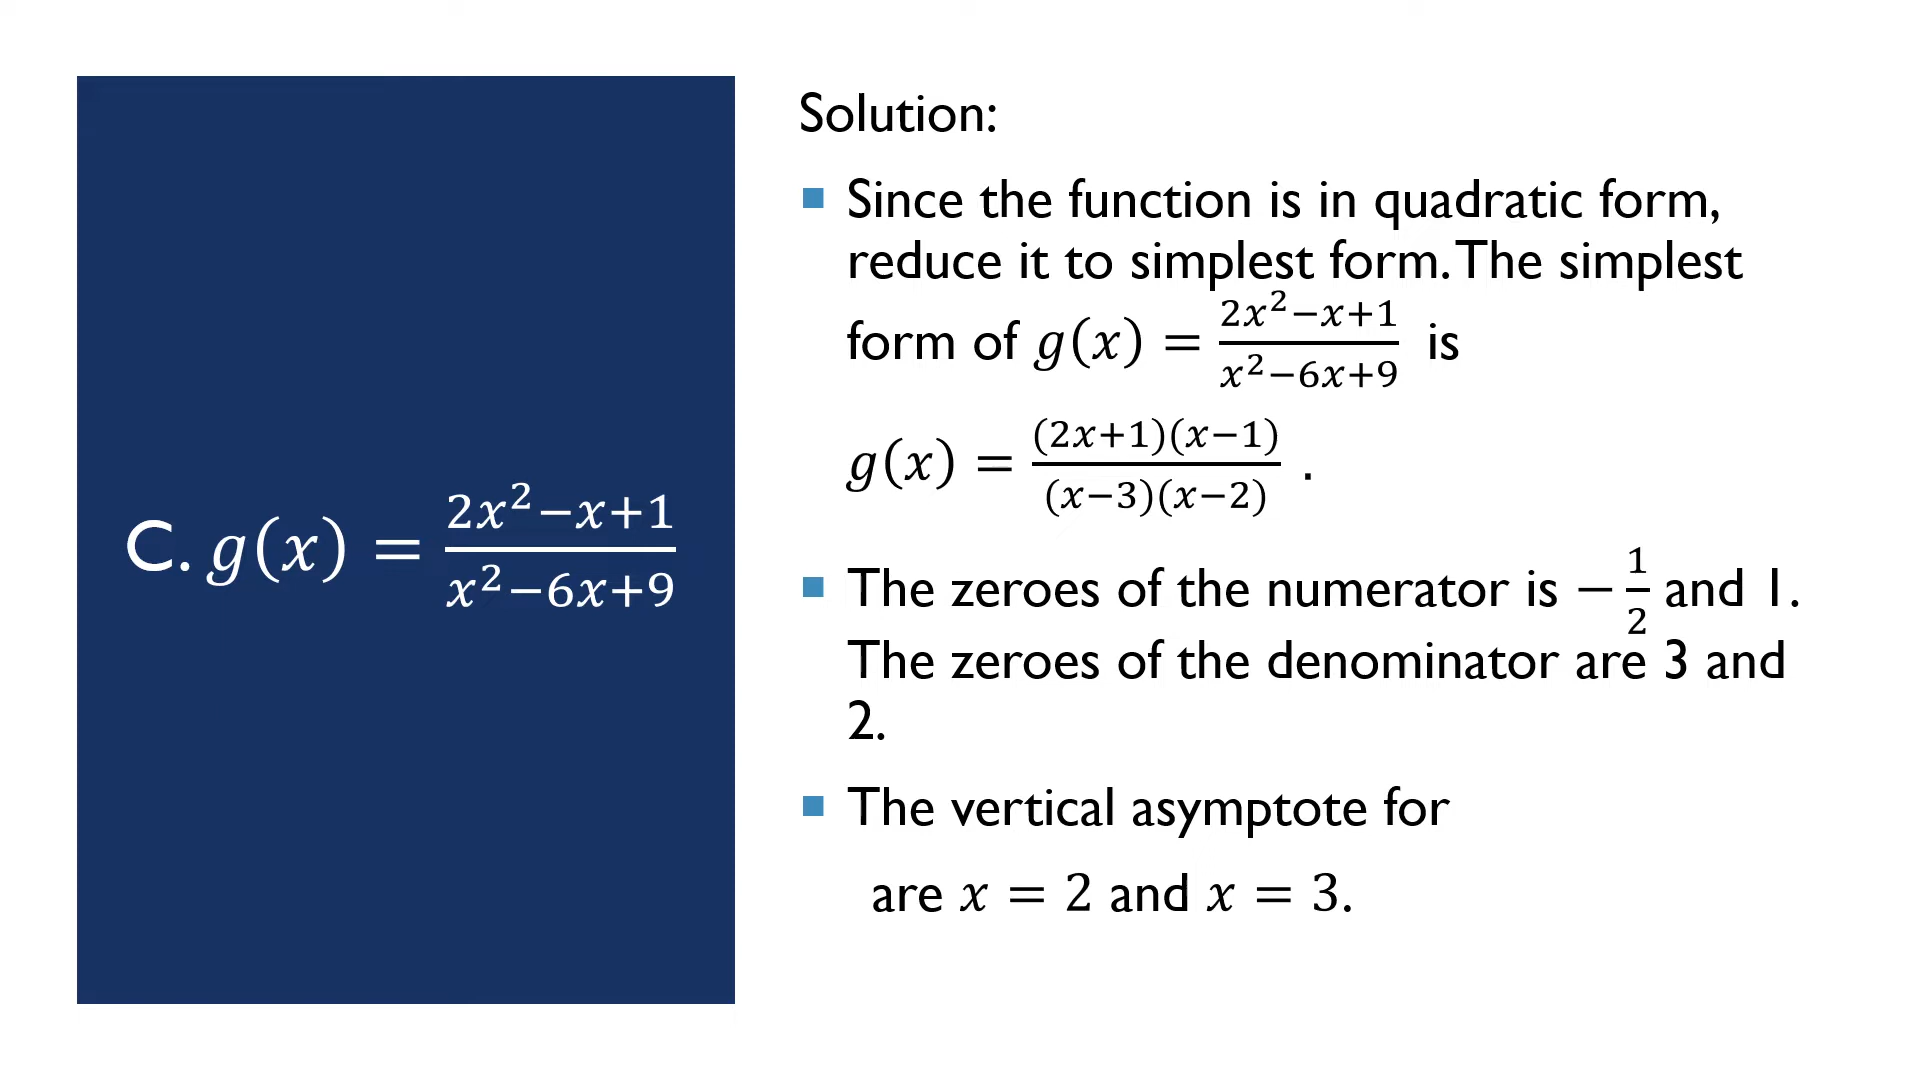 C. g(x) = (2x²−x+1)/(x²−6x+9)
Solution:
Since the function is in quadratic form,
reduce it to simplest form. The simplest
form of g(x) = (2x²−x+1)/(x²−6x+9) is
g(x) = ((2x+1)(x−1))/((x−3)(x−2)) .
The zeroes of the numerator is −1/2 and 1.
The zeroes of the denominator are 3 and
2.
The vertical asymptote for
are x = 2 and x = 3.